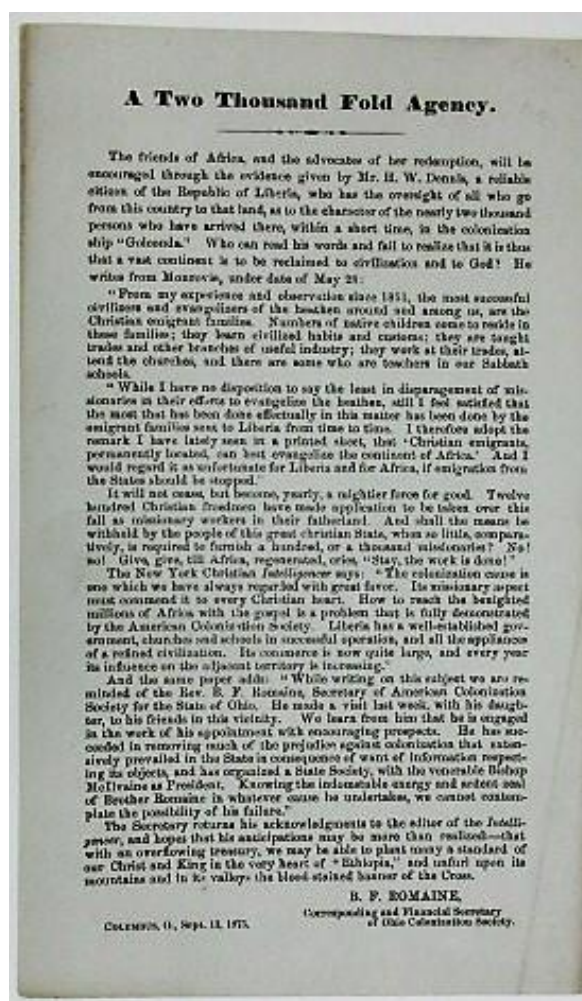 A Two Thousand Fold Agency.
The friends of Africa, and the advocates of her redemption, will be
encouraged through the evidence given by Mr. H. W. Dennis, a reliable
citizen of the Republic of Liberia, who has the oversight of all who go
from this country to that land, as to the character of the nearly two thousand
persons who have arrived there, within a short time, in the colonization
ship "Golconda." Who can read his words and fail to realize that it is thus
that a vast continent is to be reclaimed to civilization and to God? He
writes from Monrovia, under date of May 28:
"From my experience and observation since 1851, the most successful
civilizers and evangelizers of the heathen around and among us, are the
Christian emigrant families. Numbers of native children come to reside in
these families; they learn civilized habits and customs; they are taught
trades and other branches of useful industry; they work at their trades, at-
tend the churches, and there are some who are teachers in our Sabbath
schools.
"While I have no disposition to say the least in disparagement of mis-
sionaries in their efforts to evangelize the heathen, still I feel satisfied that
the most that has been done effectually in this matter has been done by the
emigrant families sent to Liberia from time to time. I therefore adopt the
remark I have lately seen in a printed sheet, that 'Christian emigrants,
permanently located, can best evangelize the continent of Africa.' And I
would regard it as unfortunate for Liberia and for Africa, if emigration from
the States should be stopped."
It will not cease, but become, yearly, a mightier force for good. Twelve
hundred Christian freedmen have made application to be taken over this
fall as missionary workers in their fatherland. And shall the means be
withheld by the people of this great christian State, when so little, compara-
tively, is required to furnish a hundred, or a thousand missionaries? No!
no! Give, give, till Africa, regenerated, cries, "Stay, the work is done!"
The New York Christian Intelligencer says: "The colonization cause is
one which we have always regarded with great favor. Its missionary aspect
must commend it to every Christian heart. How to reach the benighted
millions of Africa with the gospel is a problem that is fully demonstrated
by the American Colonization Society. Liberia has a well-established gov-
ernment, churches and schools in successful operation, and all the appliances
of a refined civilization. Its commerce is now quite large, and every year
its influence on the adjacent territory is increasing."
And the same paper adds: "While writing on this subject we are re-
minded of the Rev. B. F. Romaine, Secretary of American Colonization
Society for the State of Ohio. He made a visit last week, with his daugh-
ter, to his friends in this vicinity. We learn from him that he is engaged
in the work of his appointment with encouraging prospects. He has suc-
ceeded in removing much of the prejudice against colonization that exten-
sively prevailed in the State in consequence of want of information respect-
ing its objects, and has organized a State Society, with the venerable Bishop
McIlvaine as President. Knowing the indomitable energy and ardent zeal
of Brother Romaine in whatever cause he undertakes, we cannot contem-
plate the possibility of his failure."
The Secretary returns his acknowledgments to the editor of the Intelli-
gencer, and hopes that his anticipations may be more than realized—that
with an overflowing treasury, we may be able to plant many a standard of
our Christ and King in the very heart of "Ethiopia," and unfurl upon its
mountains and in its valleys the blood-stained banner of the Cross.
B. F. ROMAINE,
Corresponding and Financial Secretary
of Ohio Colonization Society.
COLUMBUS, O., Sept.